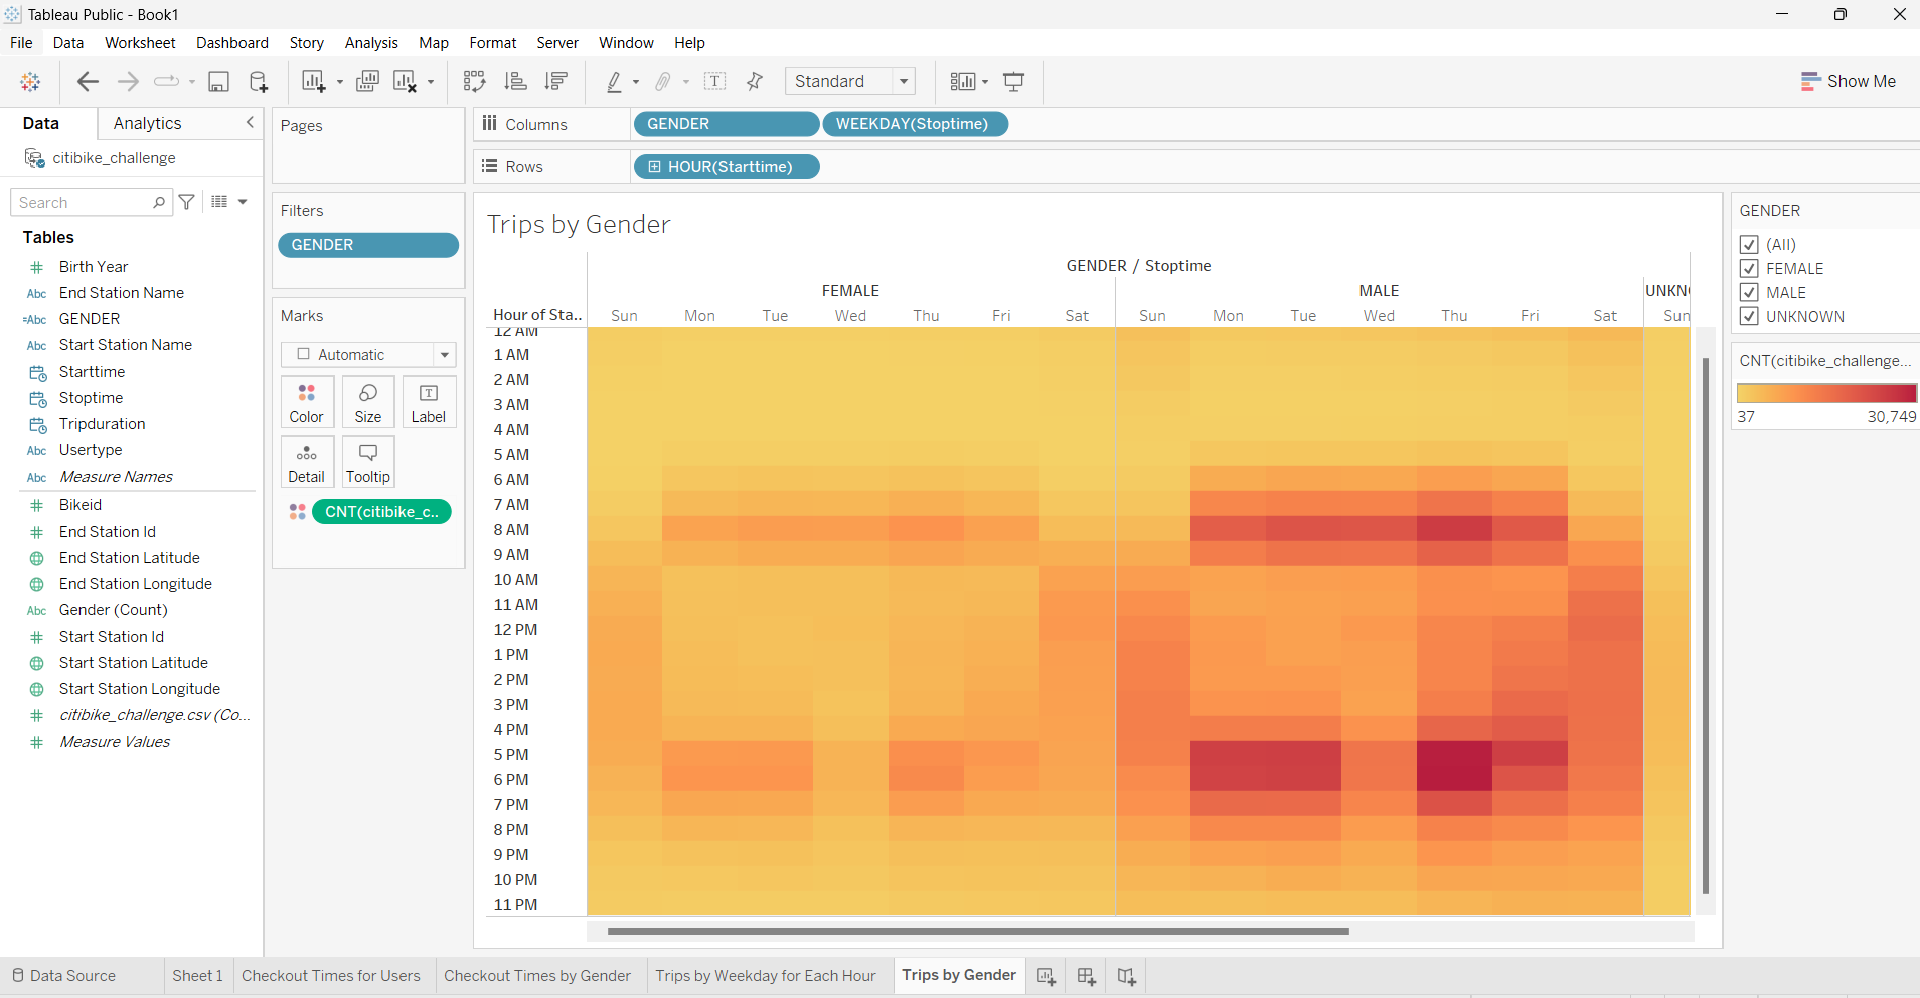 Tableau Public - Book1
File Data Worksheet Dashboard Story Analysis Map Format Server Window Help
Standard
Show Me
Data Analytics
citibike_challenge
Search
Tables
Birth Year
Abc End Station Name
=Abc GENDER
Abc Start Station Name
Starttime
Stoptime
Tripduration
Abc Usertype
Abc Measure Names
Bikeid
End Station Id
End Station Latitude
End Station Longitude
Abc Gender (Count)
Start Station Id
Start Station Latitude
Start Station Longitude
citibike_challenge.csv (Co...
Measure Values
Pages
Filters
GENDER
Marks
Automatic
Color Size Label
Detail Tooltip
CNT(citibike_c..
Columns GENDER WEEKDAY(Stoptime)
Rows HOUR(Starttime)
Trips by Gender
GENDER / Stoptime
FEMALE MALE UNKN
Hour of Sta.. Sun Mon Tue Wed Thu Fri Sat Sun Mon Tue Wed Thu Fri Sat Sun
12 AM
1 AM
2 AM
3 AM
4 AM
5 AM
6 AM
7 AM
8 AM
9 AM
10 AM
11 AM
12 PM
1 PM
2 PM
3 PM
4 PM
5 PM
6 PM
7 PM
8 PM
9 PM
10 PM
11 PM
GENDER
(All)
FEMALE
MALE
UNKNOWN
CNT(citibike_challenge...
37 30,749
Data Source Sheet 1 Checkout Times for Users Checkout Times by Gender Trips by Weekday for Each Hour Trips by Gender